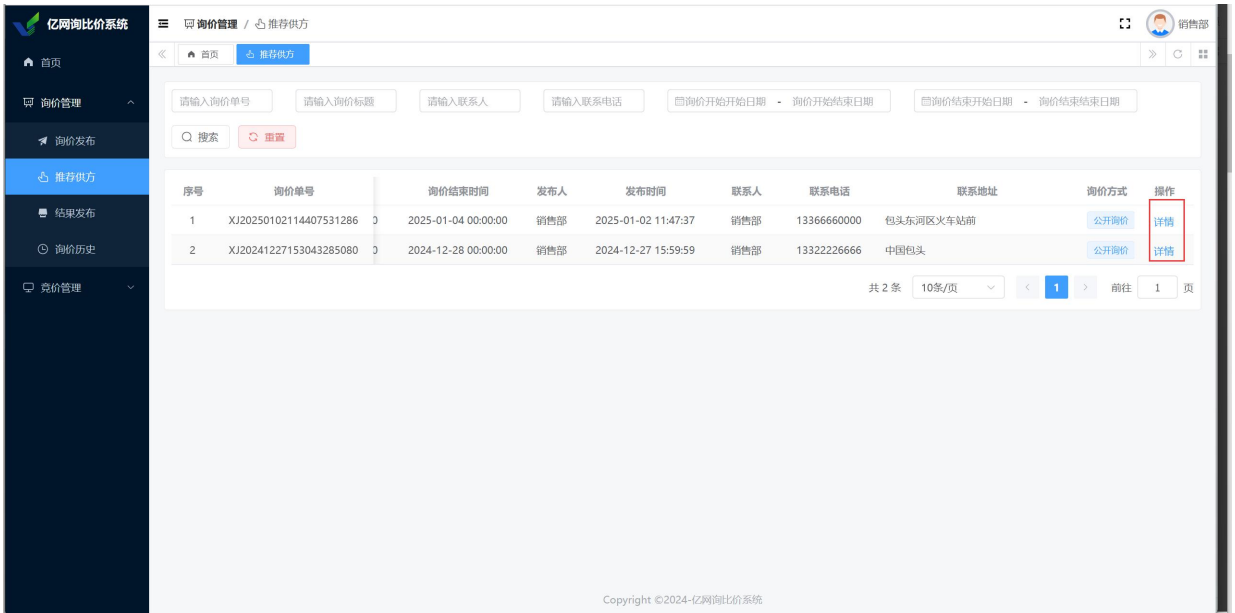 亿网询比价系统
询价管理 / 推荐供方
销售部
首页
推荐供方
首页
询价管理
询价发布
推荐供方
结果发布
询价历史
竞价管理
请输入询价单号 请输入询价标题 请输入联系人 请输入联系电话 询价开始开始日期 - 询价开始结束日期 询价结束开始日期 - 询价结束结束日期
搜索 重置
序号 询价单号 询价结束时间 发布人 发布时间 联系人 联系电话 联系地址 询价方式 操作
1 XJ20250102114407531286 0 2025-01-04 00:00:00 销售部 2025-01-02 11:47:37 销售部 13366660000 包头东河区火车站前 公开询价 详情
2 XJ20241227153043285080 0 2024-12-28 00:00:00 销售部 2024-12-27 15:59:59 销售部 13322226666 中国包头 公开询价 详情
共 2 条 10条/页 1 前往 1 页
Copyright ©2024-亿网询比价系统